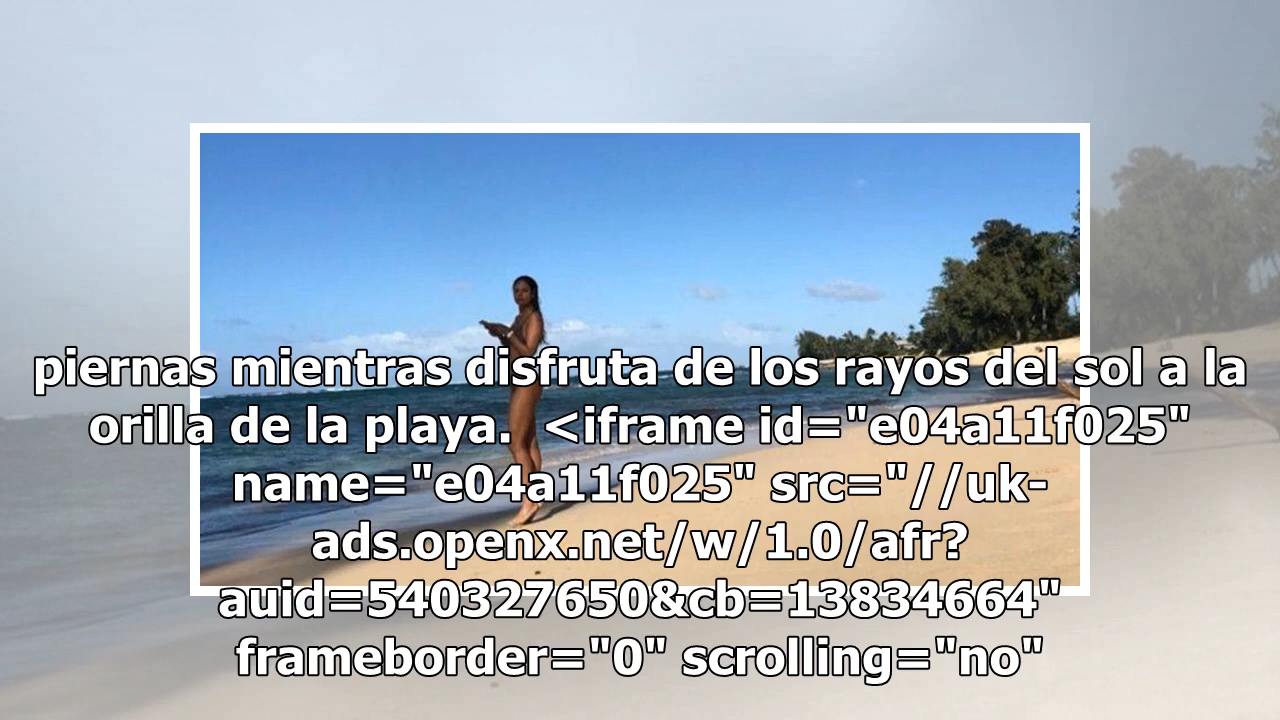 piernas mientras disfruta de los rayos del sol a la
orilla de la playa.  <iframe id="e04a11f025"
name="e04a11f025" src="//uk-
ads.openx.net/w/1.0/afr?
auid=540327650&cb=13834664"
frameborder="0" scrolling="no"